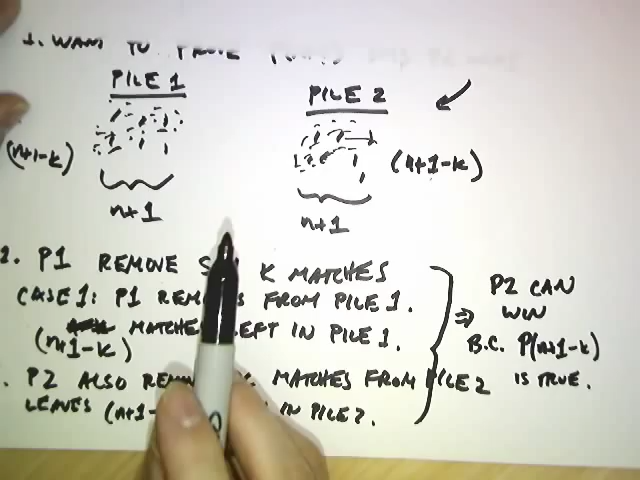 1. WANT TO PROVE
PILE 1
PILE 2
(n+1-k)
(n+1-k)
n+1
n+1
2. P1 REMOVE K MATCHES
CASE 1: P1 REMOVES FROM PILE 1.
(n+1-k) MATCHES LEFT IN PILE 1.
P2 ALSO MATCHES FROM PILE 2
LEAVES IN PILE 2.
⇒ P2 CAN
WIN
B.C. P(n+1-k)
IS TRUE.